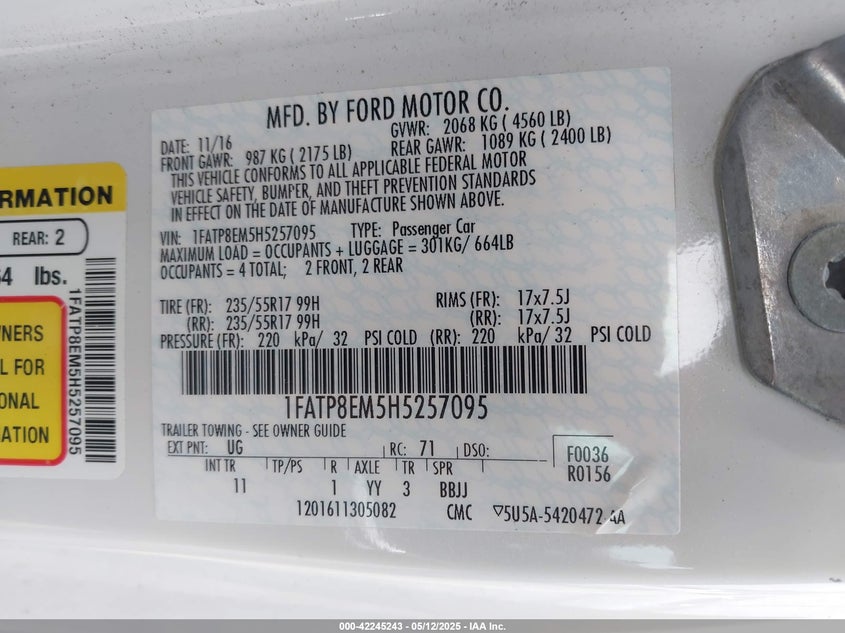 MFD. BY FORD MOTOR CO.
DATE: 11/16 GVWR: 2068 KG ( 4560 LB)
FRONT GAWR: 987 KG ( 2175 LB) REAR GAWR: 1089 KG ( 2400 LB)
THIS VEHICLE CONFORMS TO ALL APPLICABLE FEDERAL MOTOR
VEHICLE SAFETY, BUMPER, AND THEFT PREVENTION STANDARDS
IN EFFECT ON THE DATE OF MANUFACTURE SHOWN ABOVE.
VIN: 1FATP8EM5H5257095 TYPE: Passenger Car
MAXIMUM LOAD = OCCUPANTS + LUGGAGE = 301KG/ 664LB
OCCUPANTS = 4 TOTAL; 2 FRONT, 2 REAR
TIRE (FR): 235/55R17 99H RIMS (FR): 17x7.5J
(RR): 235/55R17 99H (RR): 17x7.5J
PRESSURE (FR): 220 kPa/ 32 PSI COLD (RR): 220 kPa/ 32 PSI COLD
1FATP8EM5H5257095
TRAILER TOWING - SEE OWNER GUIDE
EXT PNT: UG RC: 71 DSO: F0036
R0156
INT TR TP/PS R AXLE TR SPR
11 1 YY 3 BBJJ
1201611305082 CMC 5U5A-5420472-AA
RMATION
REAR: 2
4 lbs.
1FATP8EM5H5257095
WNERS
L FOR
ONAL
MATION
000-42245243 - 05/12/2025 - IAA Inc.